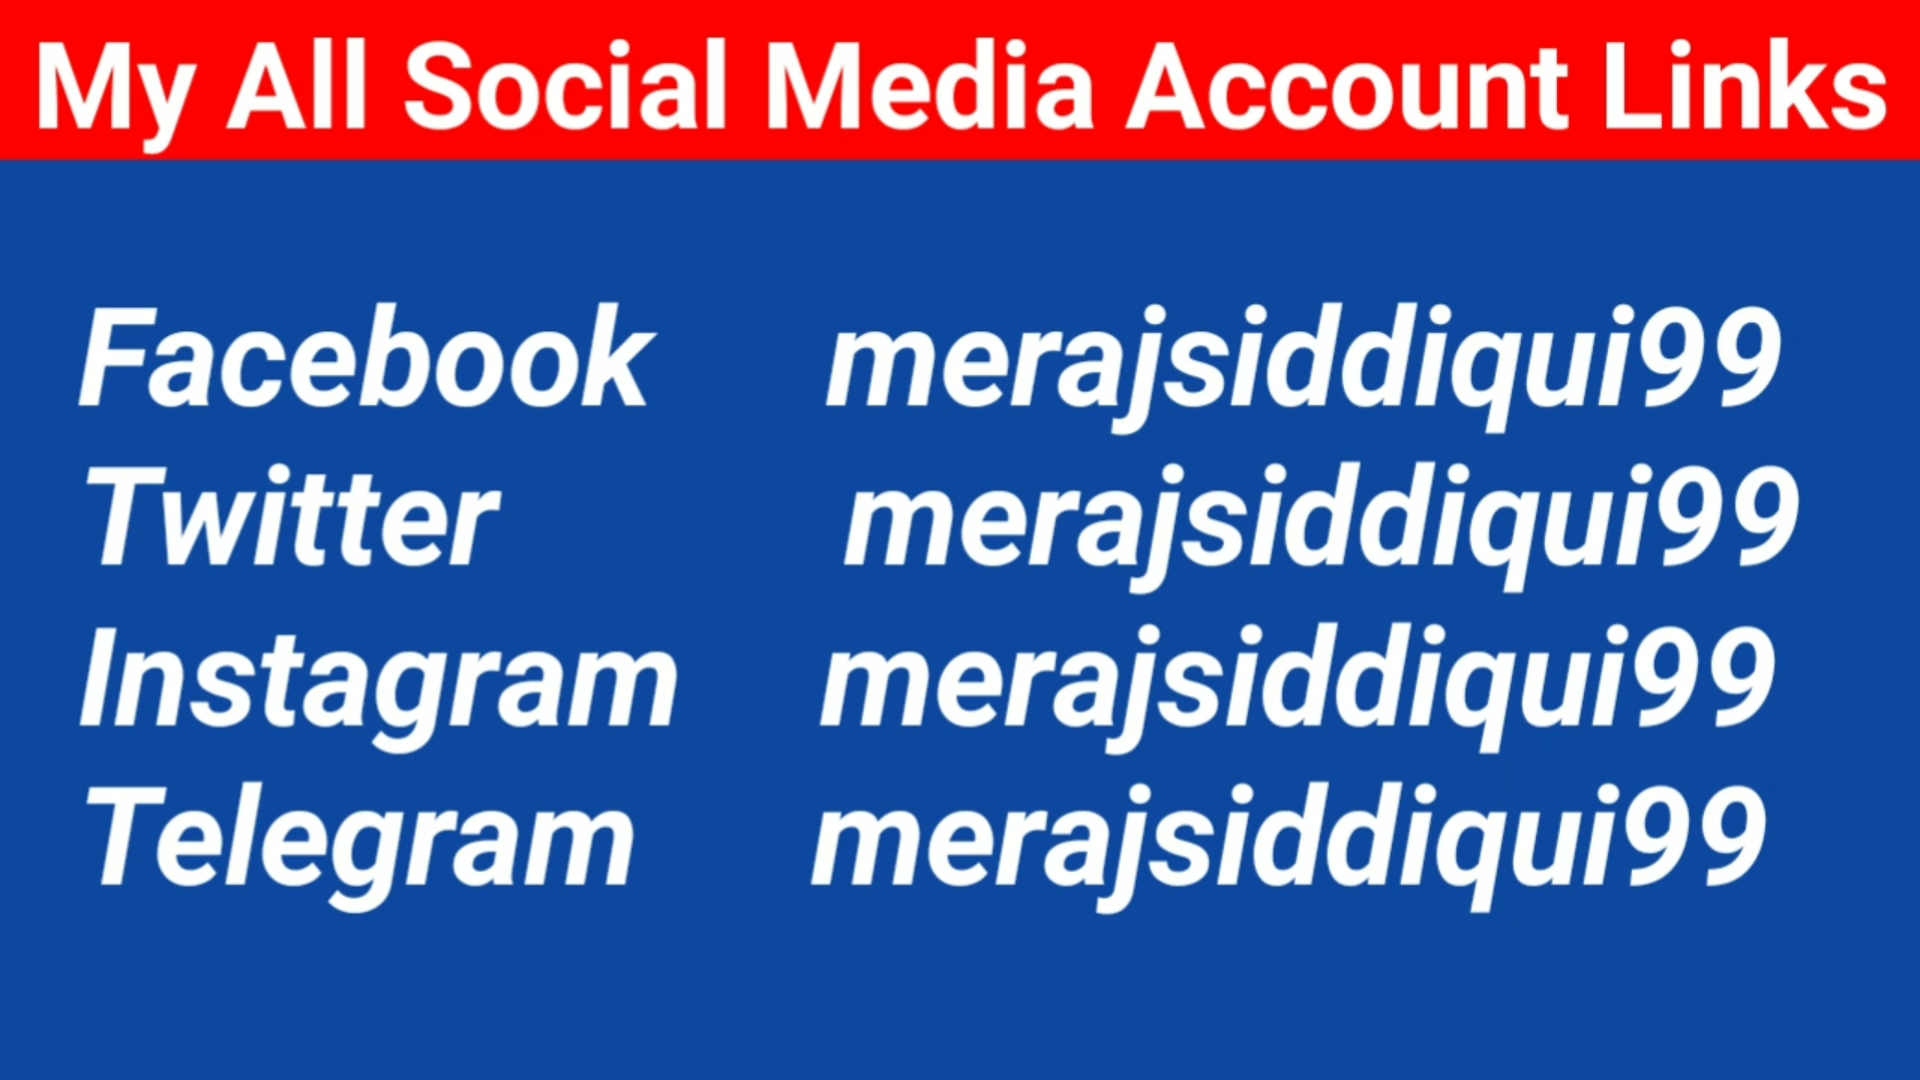 My All Social Media Account Links
Facebook merajsiddiqui99
Twitter merajsiddiqui99
Instagram merajsiddiqui99
Telegram merajsiddiqui99